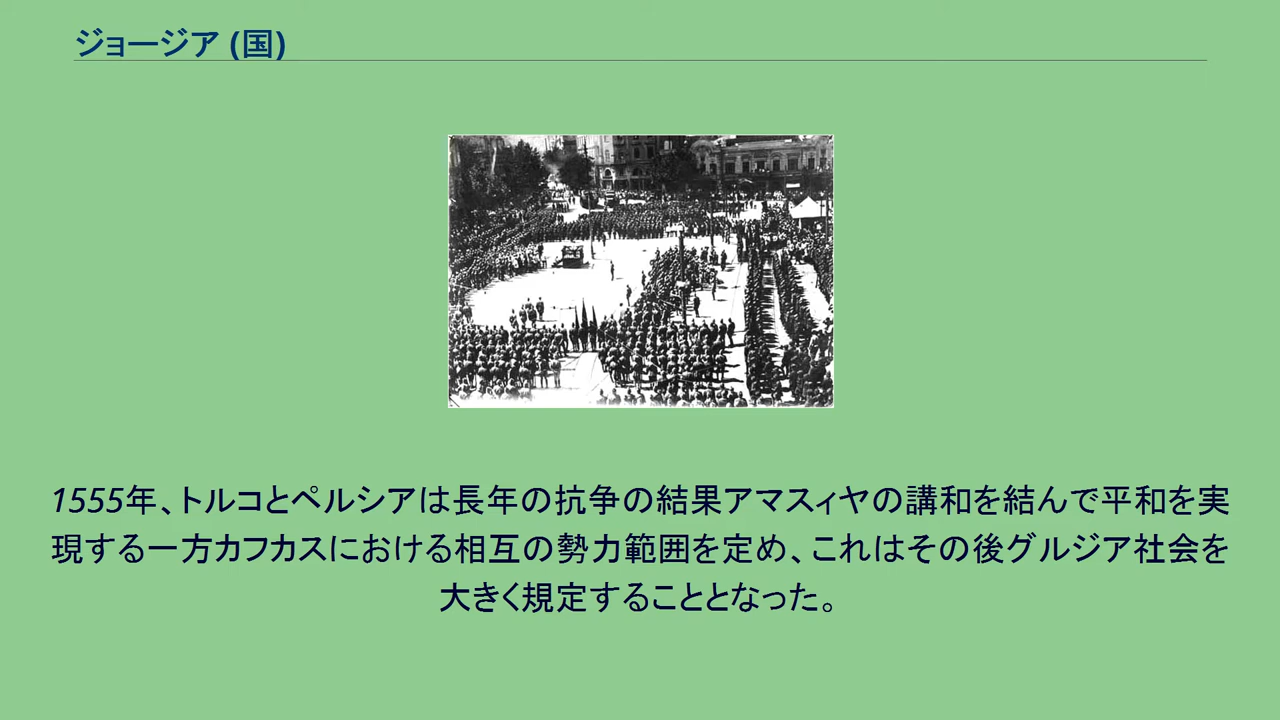 ジョージア (国)
1555年、トルコとペルシアは長年の抗争の結果アマスィヤの講和を結んで平和を実
現する一方カフカスにおける相互の勢力範囲を定め、これはその後グルジア社会を
大きく規定することとなった。